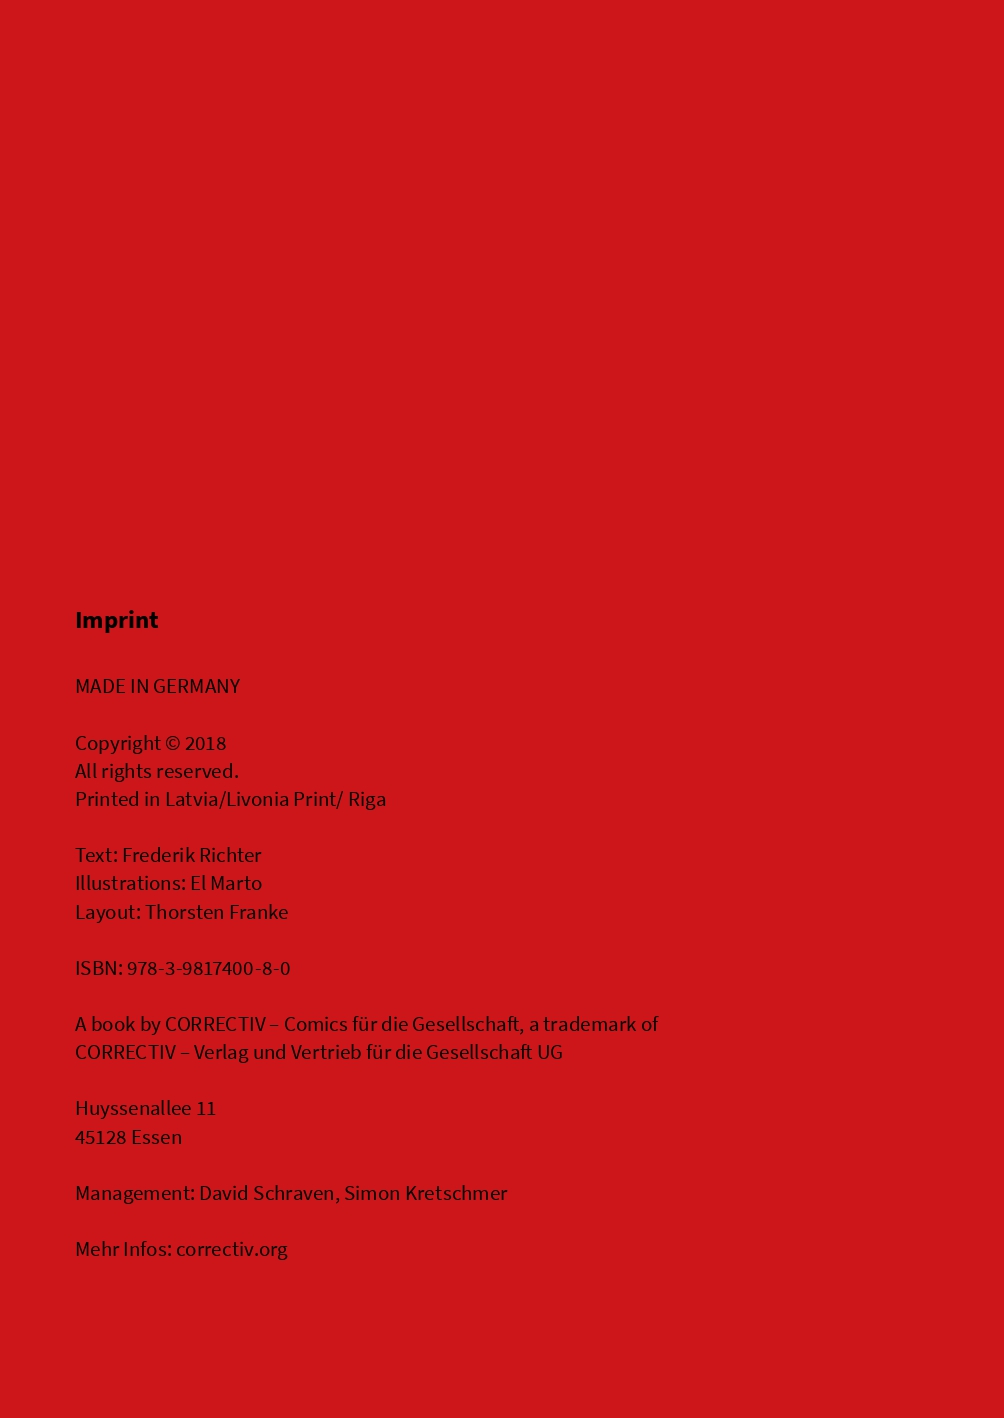 Imprint
MADE IN GERMANY
Copyright © 2018
All rights reserved.
Printed in Latvia/Livonia Print/ Riga
Text: Frederik Richter
Illustrations: El Marto
Layout: Thorsten Franke
ISBN: 978-3-9817400-8-0
A book by CORRECTIV – Comics für die Gesellschaft, a trademark of
CORRECTIV – Verlag und Vertrieb für die Gesellschaft UG
Huyssenallee 11
45128 Essen
Management: David Schraven, Simon Kretschmer
Mehr Infos: correctiv.org